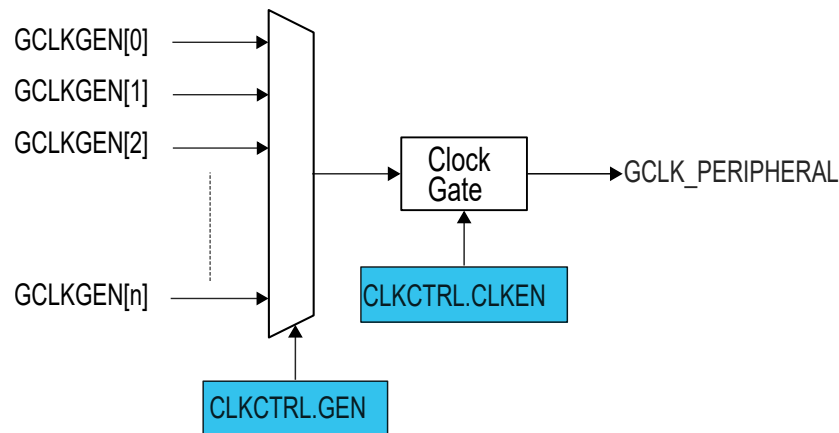 GCLKGEN[0]
GCLKGEN[1]
GCLKGEN[2]
GCLKGEN[n]
Clock
Gate
GCLK_PERIPHERAL
CLKCTRL.CLKEN
CLKCTRL.GEN